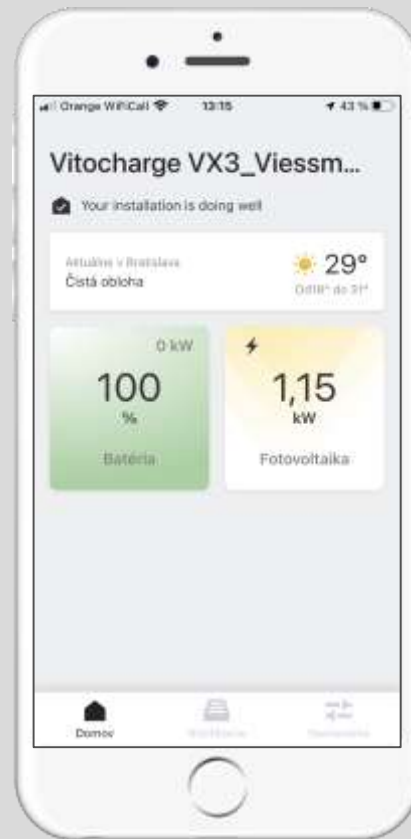 Orange WiFiCall 13:15 43 %
Vitocharge VX3_Viessm...
Your installation is doing well
Aktuálne v Bratislava
Čistá obloha
29°
Od18° do 31°
0 kW
100
%
Batéria
1,15
kW
Fotovoltaika
Domov